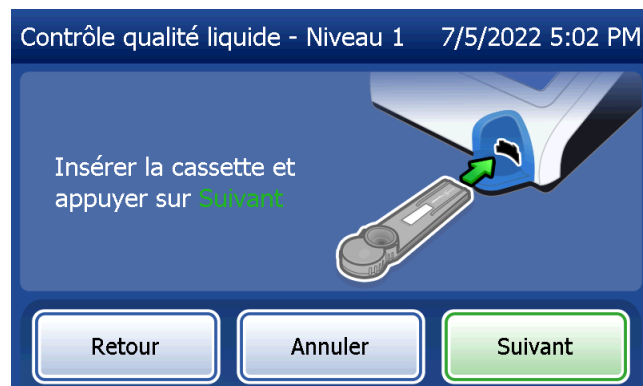 Contrôle qualité liquide - Niveau 1 7/5/2022 5:02 PM
Insérer la cassette et
appuyer sur Suivant
Retour Annuler Suivant